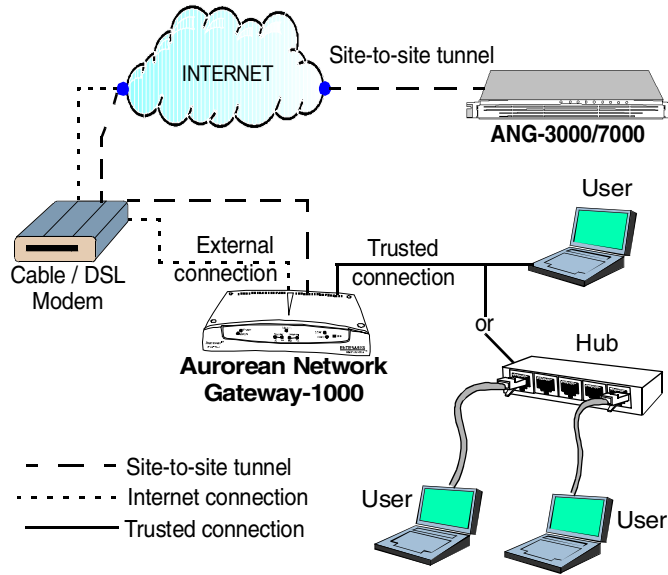 INTERNET
Site-to-site tunnel
ANG-3000/7000
User
Cable / DSL
Modem
External
connection
Trusted
connection
or
Hub
Aurorean Network
Gateway-1000
User
User
Site-to-site tunnel
Internet connection
Trusted connection